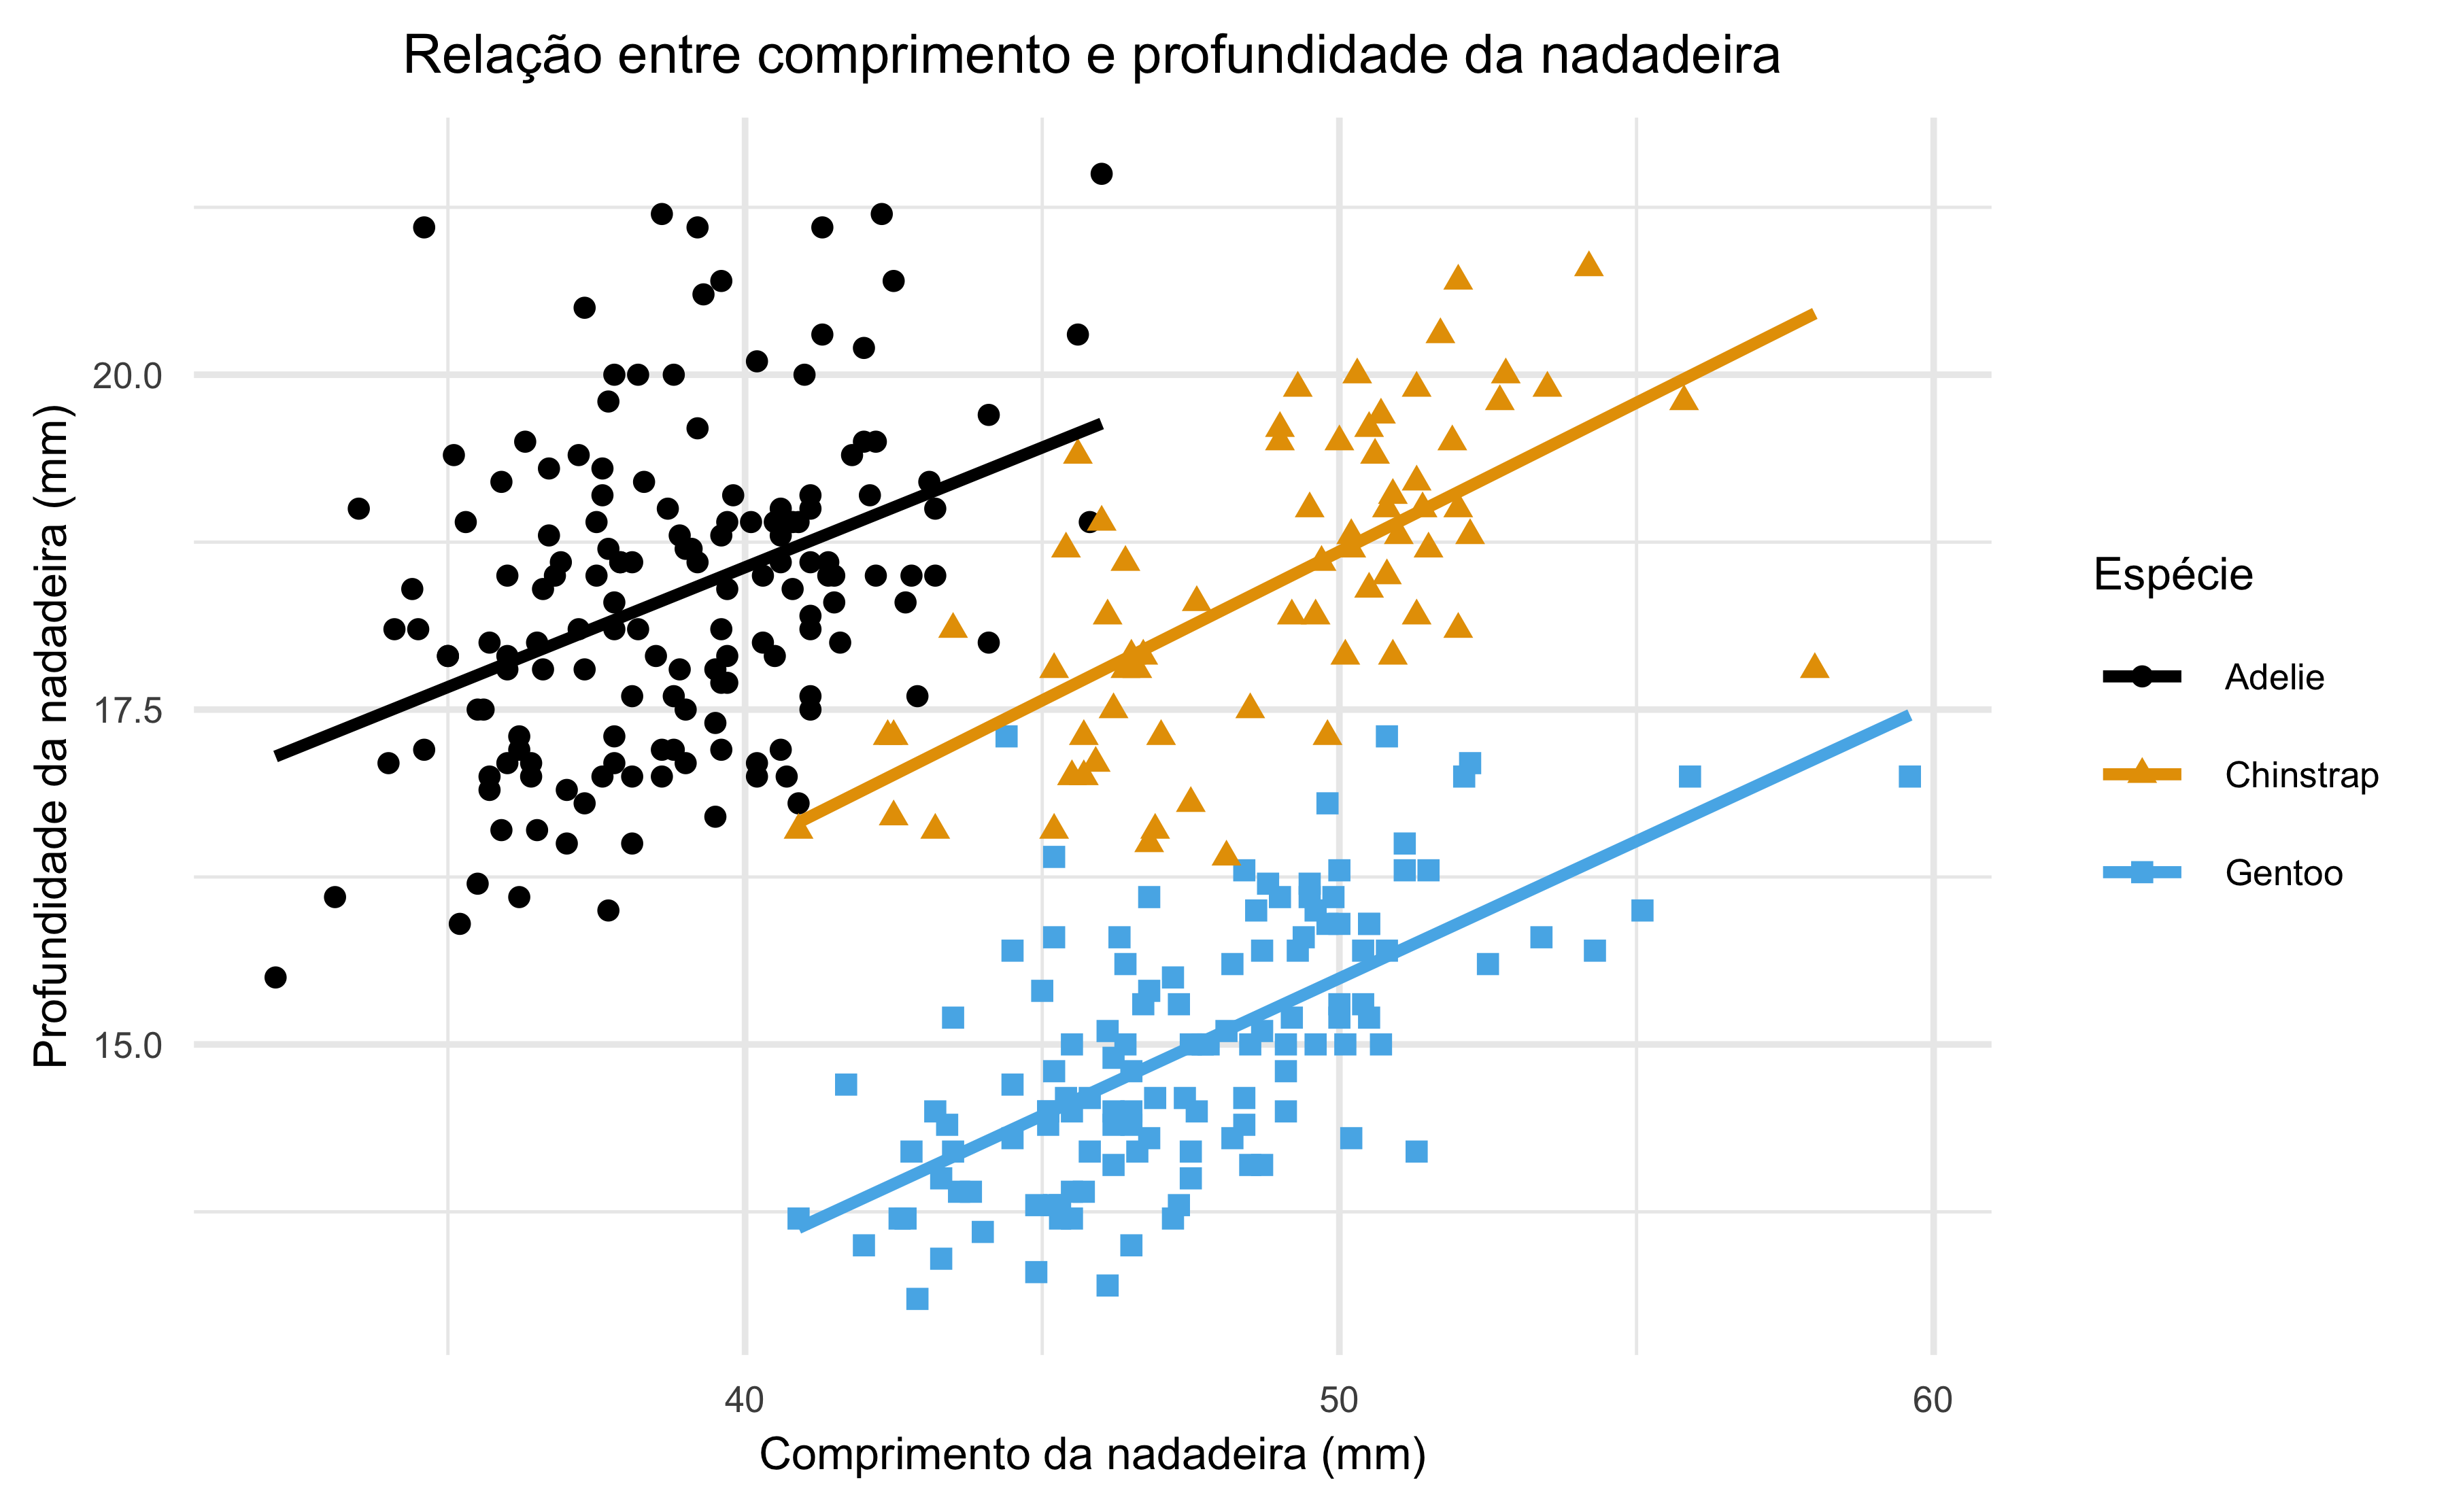 Relação entre comprimento e profundidade da nadadeira
Profundidade da nadadeira (mm)
20.0
17.5
15.0
40
50
60
Comprimento da nadadeira (mm)
Espécie
Adelie
Chinstrap
Gentoo